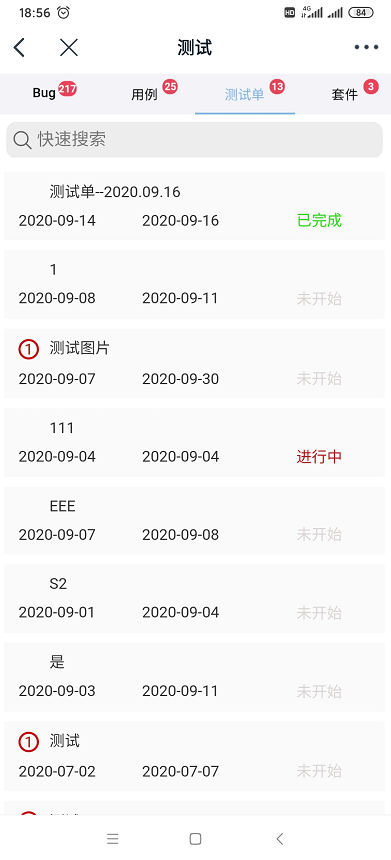 18:56 HD 4G 84
测试
Bug 217 用例 25 测试单 13 套件 3
快速搜索
测试单--2020.09.16
2020-09-14 2020-09-16 已完成
1
2020-09-08 2020-09-11 未开始
1 测试图片
2020-09-07 2020-09-30 未开始
111
2020-09-04 2020-09-04 进行中
EEE
2020-09-07 2020-09-08 未开始
S2
2020-09-01 2020-09-04 未开始
是
2020-09-03 2020-09-11 未开始
1 测试
2020-07-02 2020-07-07 未开始